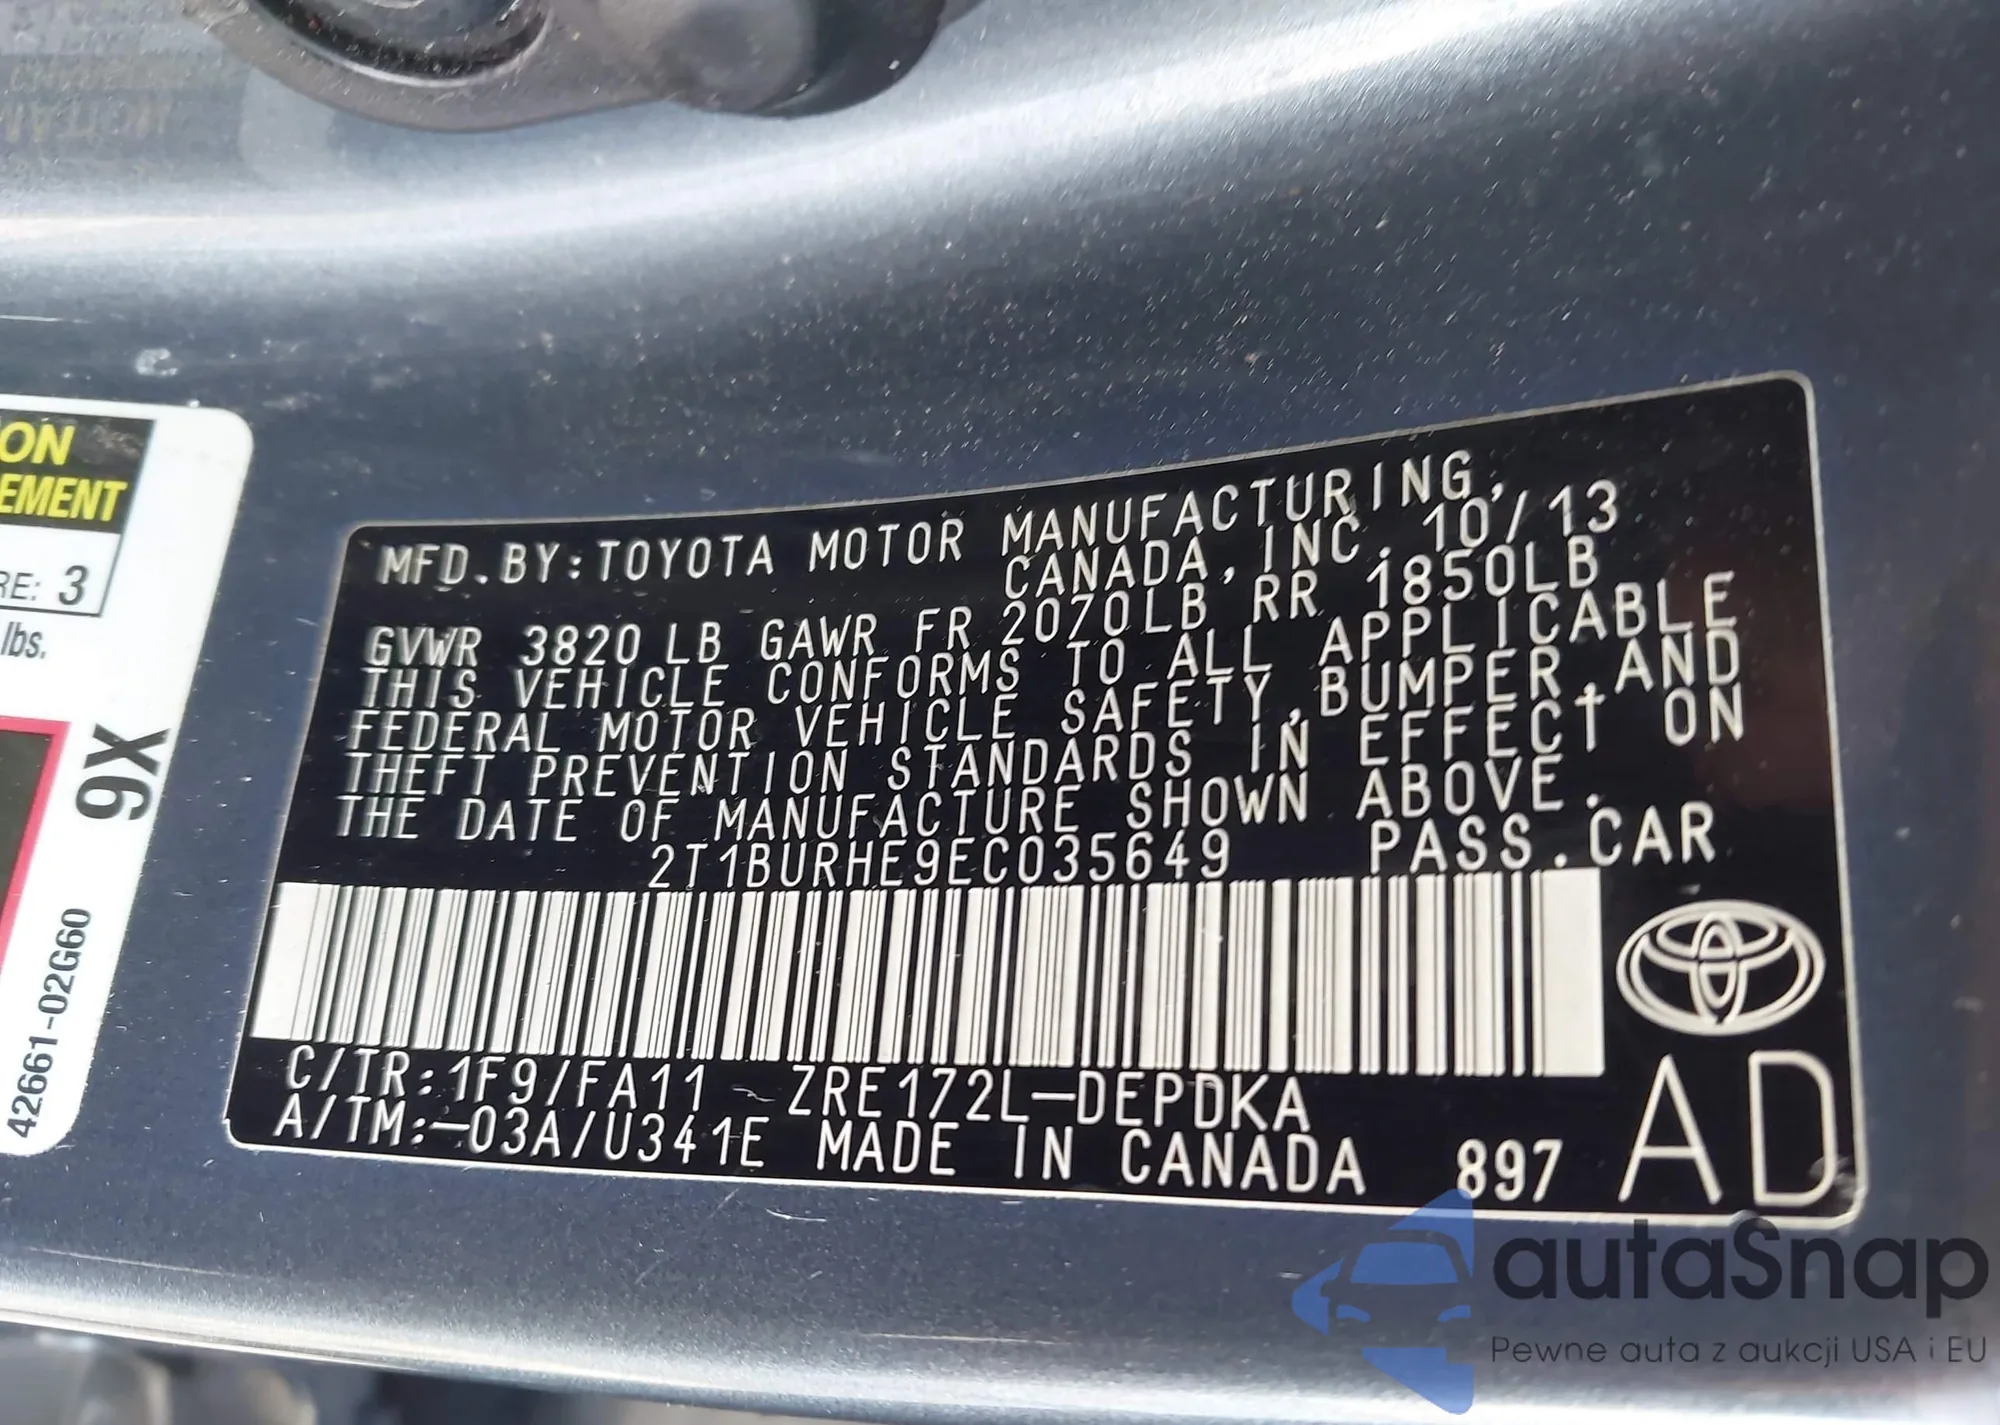 ION
EMENT
RE: 3
lbs.
9X
42661-02G60
MFD.BY:TOYOTA MOTOR MANUFACTURING,
CANADA,INC. 10/13
GVWR 3820 LB GAWR FR 2070LB RR 1850LB
THIS VEHICLE CONFORMS TO ALL APPLICABLE
FEDERAL MOTOR VEHICLE SAFETY,BUMPER,AND
THEFT PREVENTION STANDARDS IN EFFECT ON
THE DATE OF MANUFACTURE SHOWN ABOVE.
2T1BURHE9EC035649 PASS.CAR
C/TR:1F9/FA11 - ZRE172L-DEPDKA
A/TM:-03A/U341E MADE IN CANADA 897
AD
autaSnap
Pewne auta z aukcji USA i EU